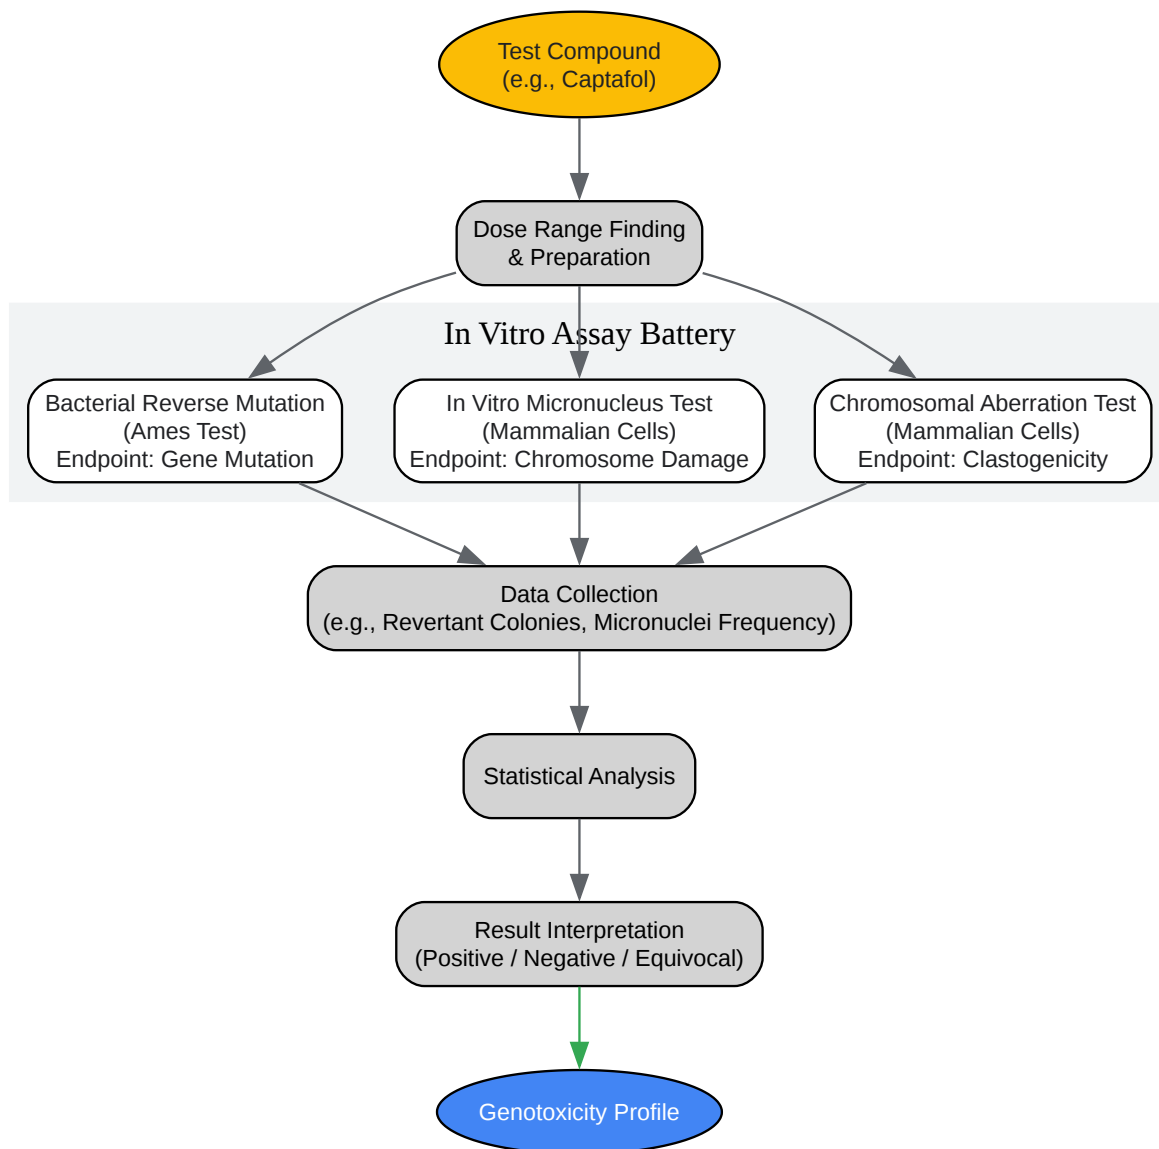 Test Compound
(e.g., Captafol)
Dose Range Finding
& Preparation
In Vitro Assay Battery
Bacterial Reverse Mutation
(Ames Test)
Endpoint: Gene Mutation
In Vitro Micronucleus Test
(Mammalian Cells)
Endpoint: Chromosome Damage
Chromosomal Aberration Test
(Mammalian Cells)
Endpoint: Clastogenicity
Data Collection
(e.g., Revertant Colonies, Micronuclei Frequency)
Statistical Analysis
Result Interpretation
(Positive / Negative / Equivocal)
Genotoxicity Profile